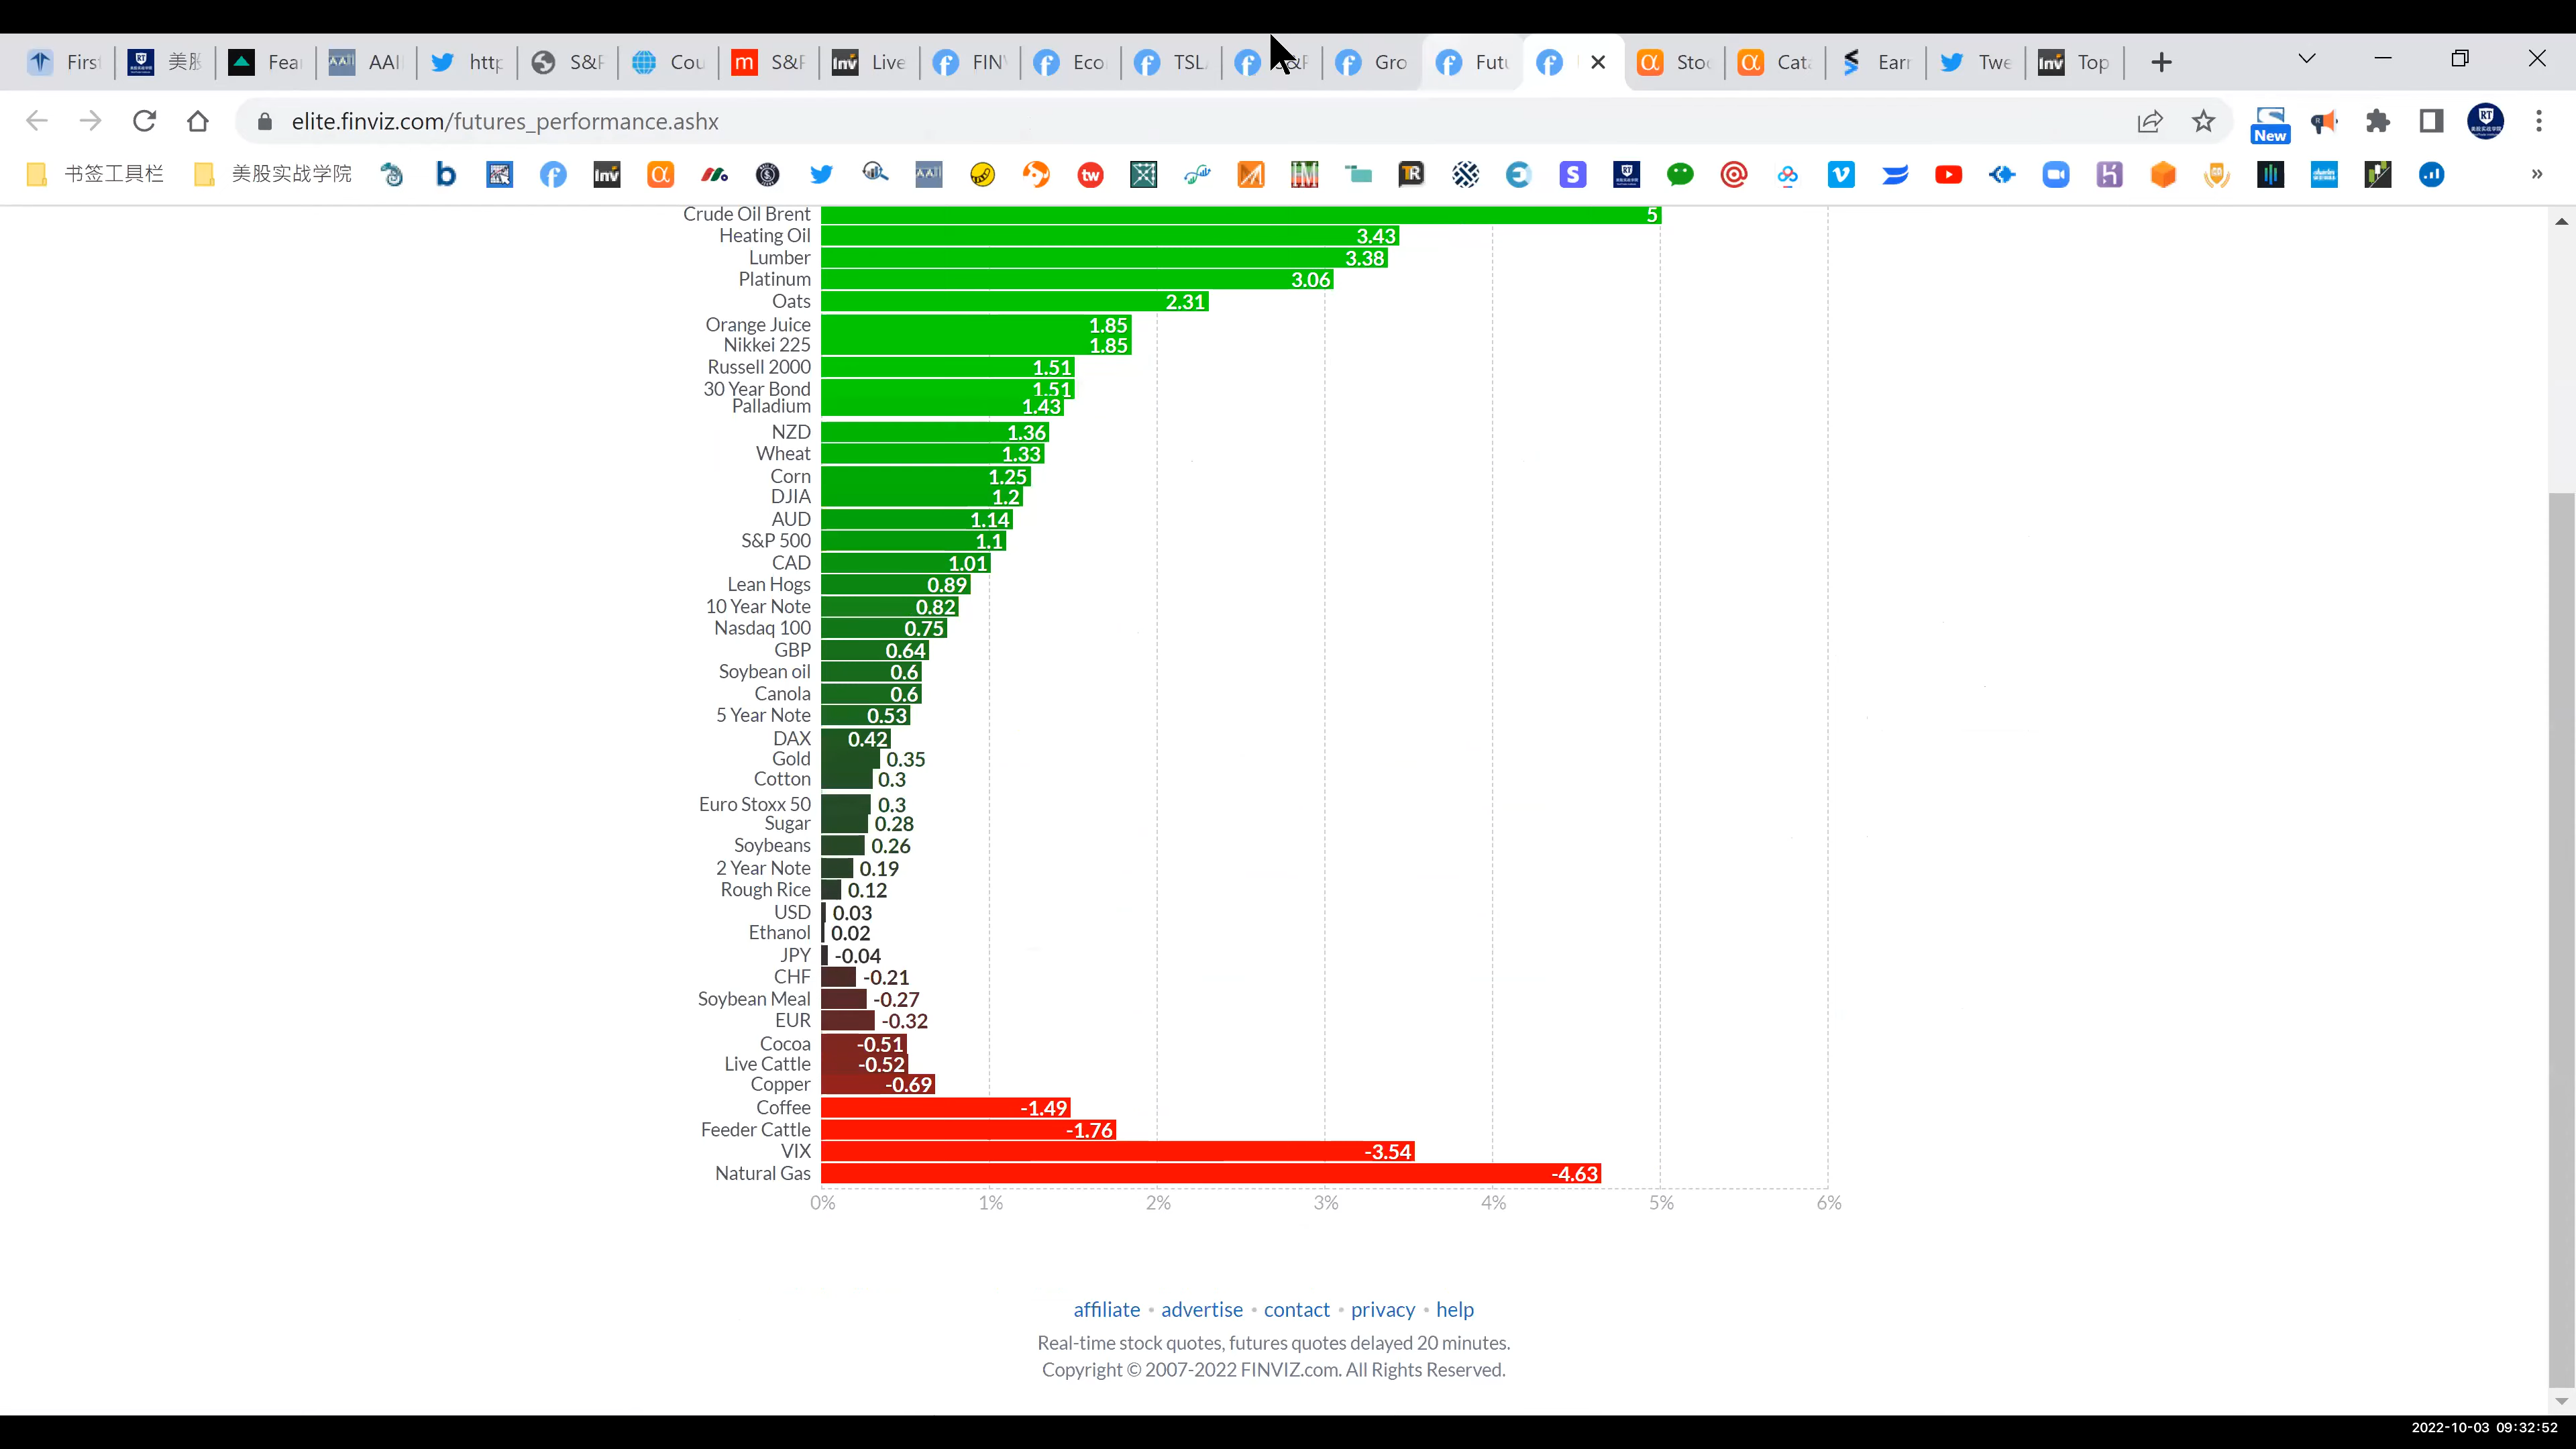 First 美股 Fear AAI http S&P Cou S&P Live FIN Eco TSL S&P Gro Futu Stoc Cata Earn Twe Top
elite.finviz.com/futures_performance.ashx New
书签工具栏 美股实战学院
Crude Oil Brent 5
Heating Oil 3.43
Lumber 3.38
Platinum 3.06
Oats 2.31
Orange Juice 1.85
Nikkei 225 1.85
Russell 2000 1.51
30 Year Bond 1.51
Palladium 1.43
NZD 1.36
Wheat 1.33
Corn 1.25
DJIA 1.2
AUD 1.14
S&P 500 1.1
CAD 1.01
Lean Hogs 0.89
10 Year Note 0.82
Nasdaq 100 0.75
GBP 0.64
Soybean oil 0.6
Canola 0.6
5 Year Note 0.53
DAX 0.42
Gold 0.35
Cotton 0.3
Euro Stoxx 50 0.3
Sugar 0.28
Soybeans 0.26
2 Year Note 0.19
Rough Rice 0.12
USD 0.03
Ethanol 0.02
JPY -0.04
CHF -0.21
Soybean Meal -0.27
EUR -0.32
Cocoa -0.51
Live Cattle -0.52
Copper -0.69
Coffee -1.49
Feeder Cattle -1.76
VIX -3.54
Natural Gas -4.63
0% 1% 2% 3% 4% 5% 6%
affiliate • advertise • contact • privacy • help
Real-time stock quotes, futures quotes delayed 20 minutes.
Copyright © 2007-2022 FINVIZ.com. All Rights Reserved.
2022-10-03 09:32:52